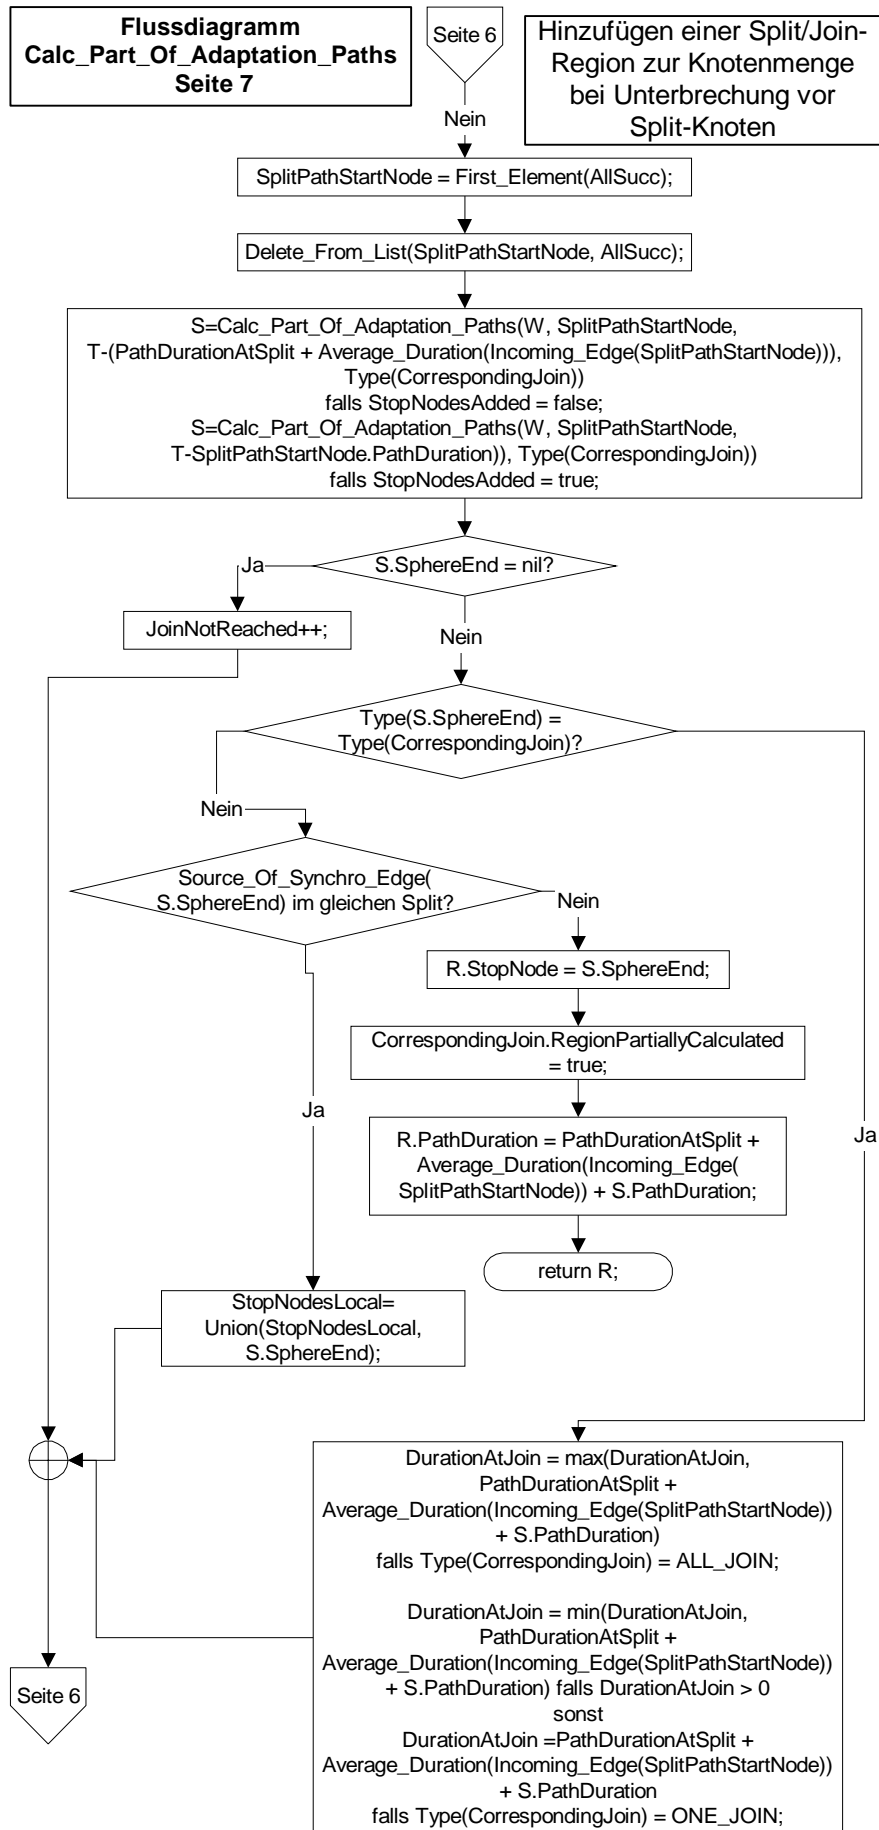 Flussdiagramm
Calc_Part_Of_Adaptation_Paths
Seite 7
Seite 6
Hinzufügen einer Split/Join-
Region zur Knotenmenge
bei Unterbrechung vor
Split-Knoten
Nein
SplitPathStartNode = First_Element(AllSucc);
Delete_From_List(SplitPathStartNode, AllSucc);
S=Calc_Part_Of_Adaptation_Paths(W, SplitPathStartNode,
T-(PathDurationAtSplit + Average_Duration(Incoming_Edge(SplitPathStartNode))),
Type(CorrespondingJoin))
falls StopNodesAdded = false;
S=Calc_Part_Of_Adaptation_Paths(W, SplitPathStartNode,
T-SplitPathStartNode.PathDuration)), Type(CorrespondingJoin))
falls StopNodesAdded = true;
Ja
S.SphereEnd = nil?
JoinNotReached++;
Nein
Type(S.SphereEnd) =
Type(CorrespondingJoin)?
Nein
Source_Of_Synchro_Edge(
S.SphereEnd) im gleichen Split?
Nein
R.StopNode = S.SphereEnd;
CorrespondingJoin.RegionPartiallyCalculated
= true;
Ja
Ja
R.PathDuration = PathDurationAtSplit +
Average_Duration(Incoming_Edge(
SplitPathStartNode)) + S.PathDuration;
return R;
StopNodesLocal=
Union(StopNodesLocal,
S.SphereEnd);
DurationAtJoin = max(DurationAtJoin,
PathDurationAtSplit +
Average_Duration(Incoming_Edge(SplitPathStartNode))
+ S.PathDuration)
falls Type(CorrespondingJoin) = ALL_JOIN;
DurationAtJoin = min(DurationAtJoin,
PathDurationAtSplit +
Average_Duration(Incoming_Edge(SplitPathStartNode))
+ S.PathDuration) falls DurationAtJoin > 0
sonst
DurationAtJoin =PathDurationAtSplit +
Average_Duration(Incoming_Edge(SplitPathStartNode))
+ S.PathDuration
falls Type(CorrespondingJoin) = ONE_JOIN;
Seite 6